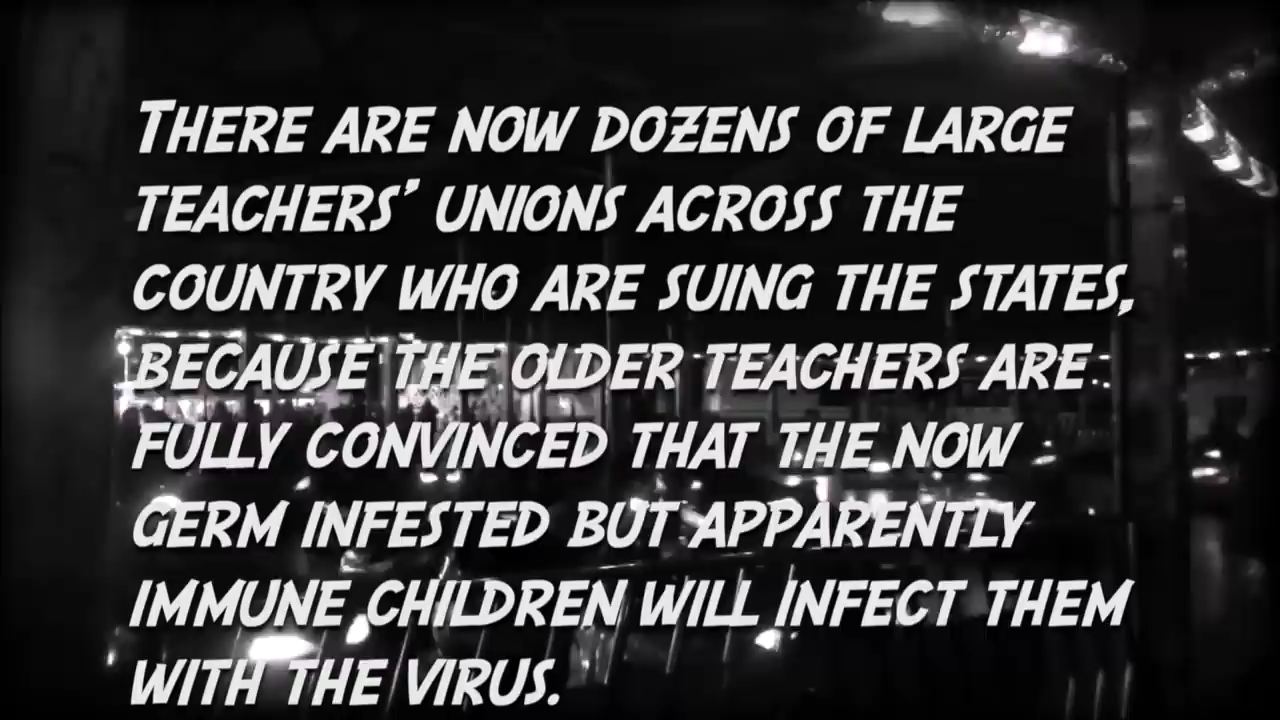 THERE ARE NOW DOZENS OF LARGE
TEACHERS' UNIONS ACROSS THE
COUNTRY WHO ARE SUING THE STATES,
BECAUSE THE OLDER TEACHERS ARE
FULLY CONVINCED THAT THE NOW
GERM INFESTED BUT APPARENTLY
IMMUNE CHILDREN WILL INFECT THEM
WITH THE VIRUS.